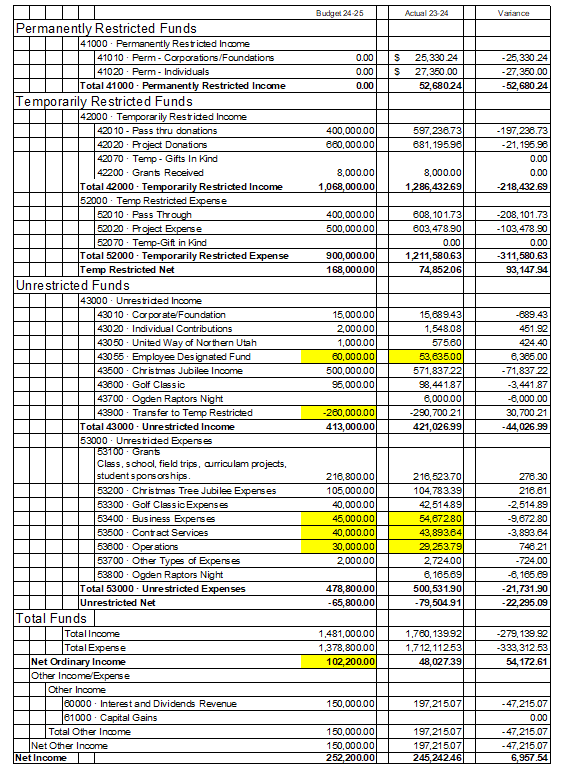 Budget 24-25 Actual 23-24 Variance
Permanently Restricted Funds
41000 · Permanently Restricted Income
41010 · Perm - Corporations/Foundations 0.00 $ 25,330.24 -25,330.24
41020 · Perm - Individuals 0.00 $ 27,350.00 -27,350.00
Total 41000 · Permanently Restricted Income 0.00 52,680.24 -52,680.24
Temporarily Restricted Funds
42000 · Temporarily Restricted Income
42010 - Pass thru donations 400,000.00 597,236.73 -197,236.73
42020 · Project Donations 660,000.00 681,195.96 -21,195.96
42070 · Temp - Gifts In Kind 0.00
42200 · Grants Received 8,000.00 8,000.00 0.00
Total 42000 · Temporarily Restricted Income 1,068,000.00 1,286,432.69 -218,432.69
52000 · Temp Restricted Expense
52010 · Pass Through 400,000.00 608,101.73 -208,101.73
52020 · Project Expense 500,000.00 603,478.90 -103,478.90
52070 · Temp-Gift in Kind 0.00 0.00
Total 52000 · Temporarily Restricted Expense 900,000.00 1,211,580.63 -311,580.63
Temp Restricted Net 168,000.00 74,852.06 93,147.94
Unrestricted Funds
43000 · Unrestricted Income
43010 · Corporate/Foundation 15,000.00 15,689.43 -689.43
43020 · Individual Contributions 2,000.00 1,548.08 451.92
43050 · United Way of Northern Utah 1,000.00 575.60 424.40
43055 · Employee Designated Fund 60,000.00 53,635.00 6,365.00
43500 · Christmas Jubilee Income 500,000.00 571,837.22 -71,837.22
43600 · Golf Classic 95,000.00 98,441.87 -3,441.87
43700 · Ogden Raptors Night 6,000.00 -6,000.00
43900 · Transfer to Temp Restricted -260,000.00 -290,700.21 30,700.21
Total 43000 · Unrestricted Income 413,000.00 421,026.99 -44,026.99
53000 · Unrestricted Expenses
53100 · Grants
Class, school, field trips, curriculam projects,
student sponsorships. 216,800.00 216,523.70 276.30
53200 · Christmas Tree Jubilee Expenses 105,000.00 104,783.39 216.61
53300 · Golf Classic Expenses 40,000.00 42,514.89 -2,514.89
53400 · Business Expenses 45,000.00 54,672.80 -9,672.80
53500 · Contract Services 40,000.00 43,893.64 -3,893.64
53600 · Operations 30,000.00 29,253.79 746.21
53700 · Other Types of Expenses 2,000.00 2,724.00 -724.00
53800 · Ogden Raptors Night 6,165.69 -6,165.69
Total 53000 · Unrestricted Expenses 478,800.00 500,531.90 -21,731.90
Unrestricted Net -65,800.00 -79,504.91 -22,295.09
Total Funds
Total Income 1,481,000.00 1,760,139.92 -279,139.92
Total Expense 1,378,800.00 1,712,112.53 -333,312.53
Net Ordinary Income 102,200.00 48,027.39 54,172.61
Other Income/Expense
Other Income
60000 · Interest and Dividends Revenue 150,000.00 197,215.07 -47,215.07
61000 · Capital Gains 0.00
Total Other Income 150,000.00 197,215.07 -47,215.07
Net Other Income 150,000.00 197,215.07 -47,215.07
Net Income 252,200.00 245,242.46 6,957.54